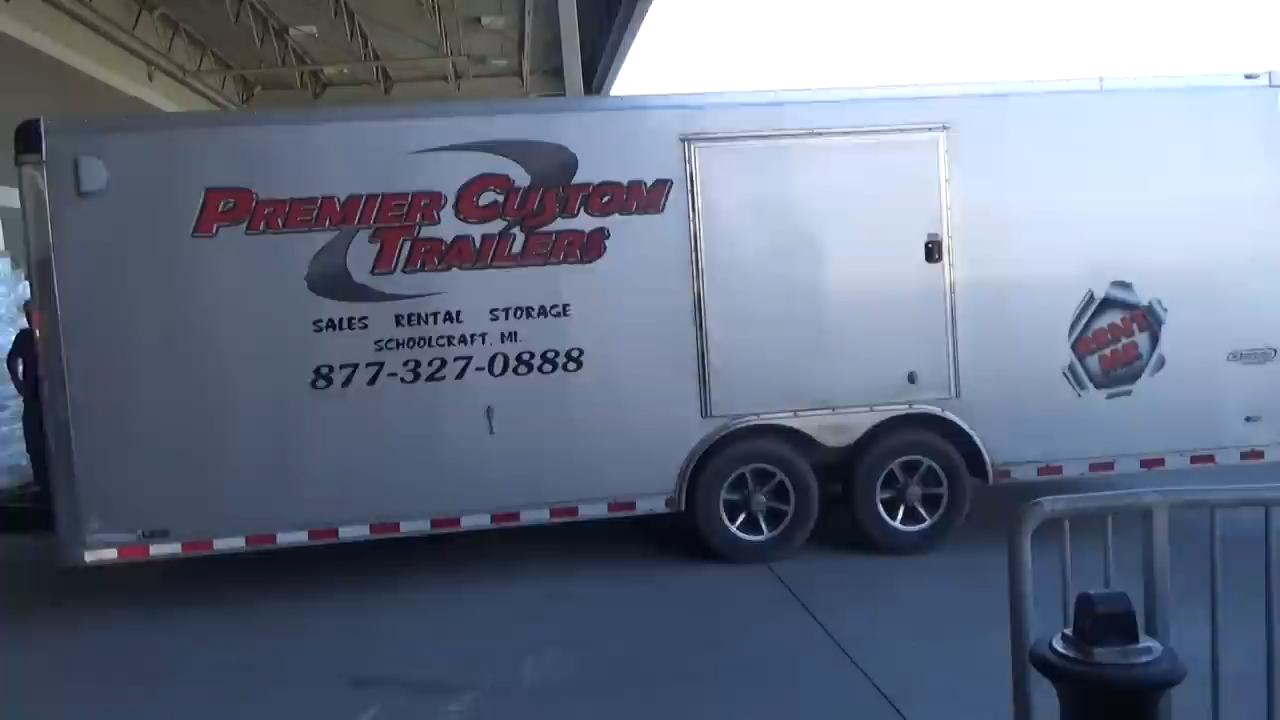 PREMIER CUSTOM
TRAILERS
SALES RENTAL STORAGE
SCHOOLCRAFT, MI.
877-327-0888
RENT
ME